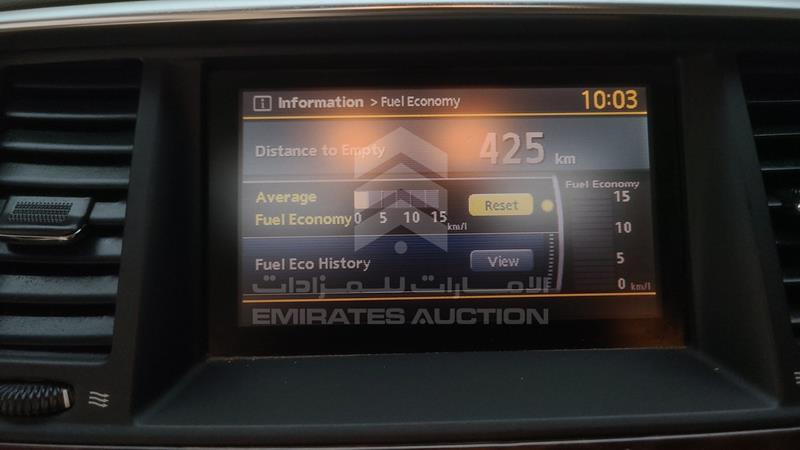 Information > Fuel Economy 10:03
Distance to Empty 425 km
Average
Fuel Economy 0 5 10 15 km/l
Reset
Fuel Eco History View
Fuel Economy
15
10
5
0 km/l
الإمارات للمزادات
EMIRATES AUCTION